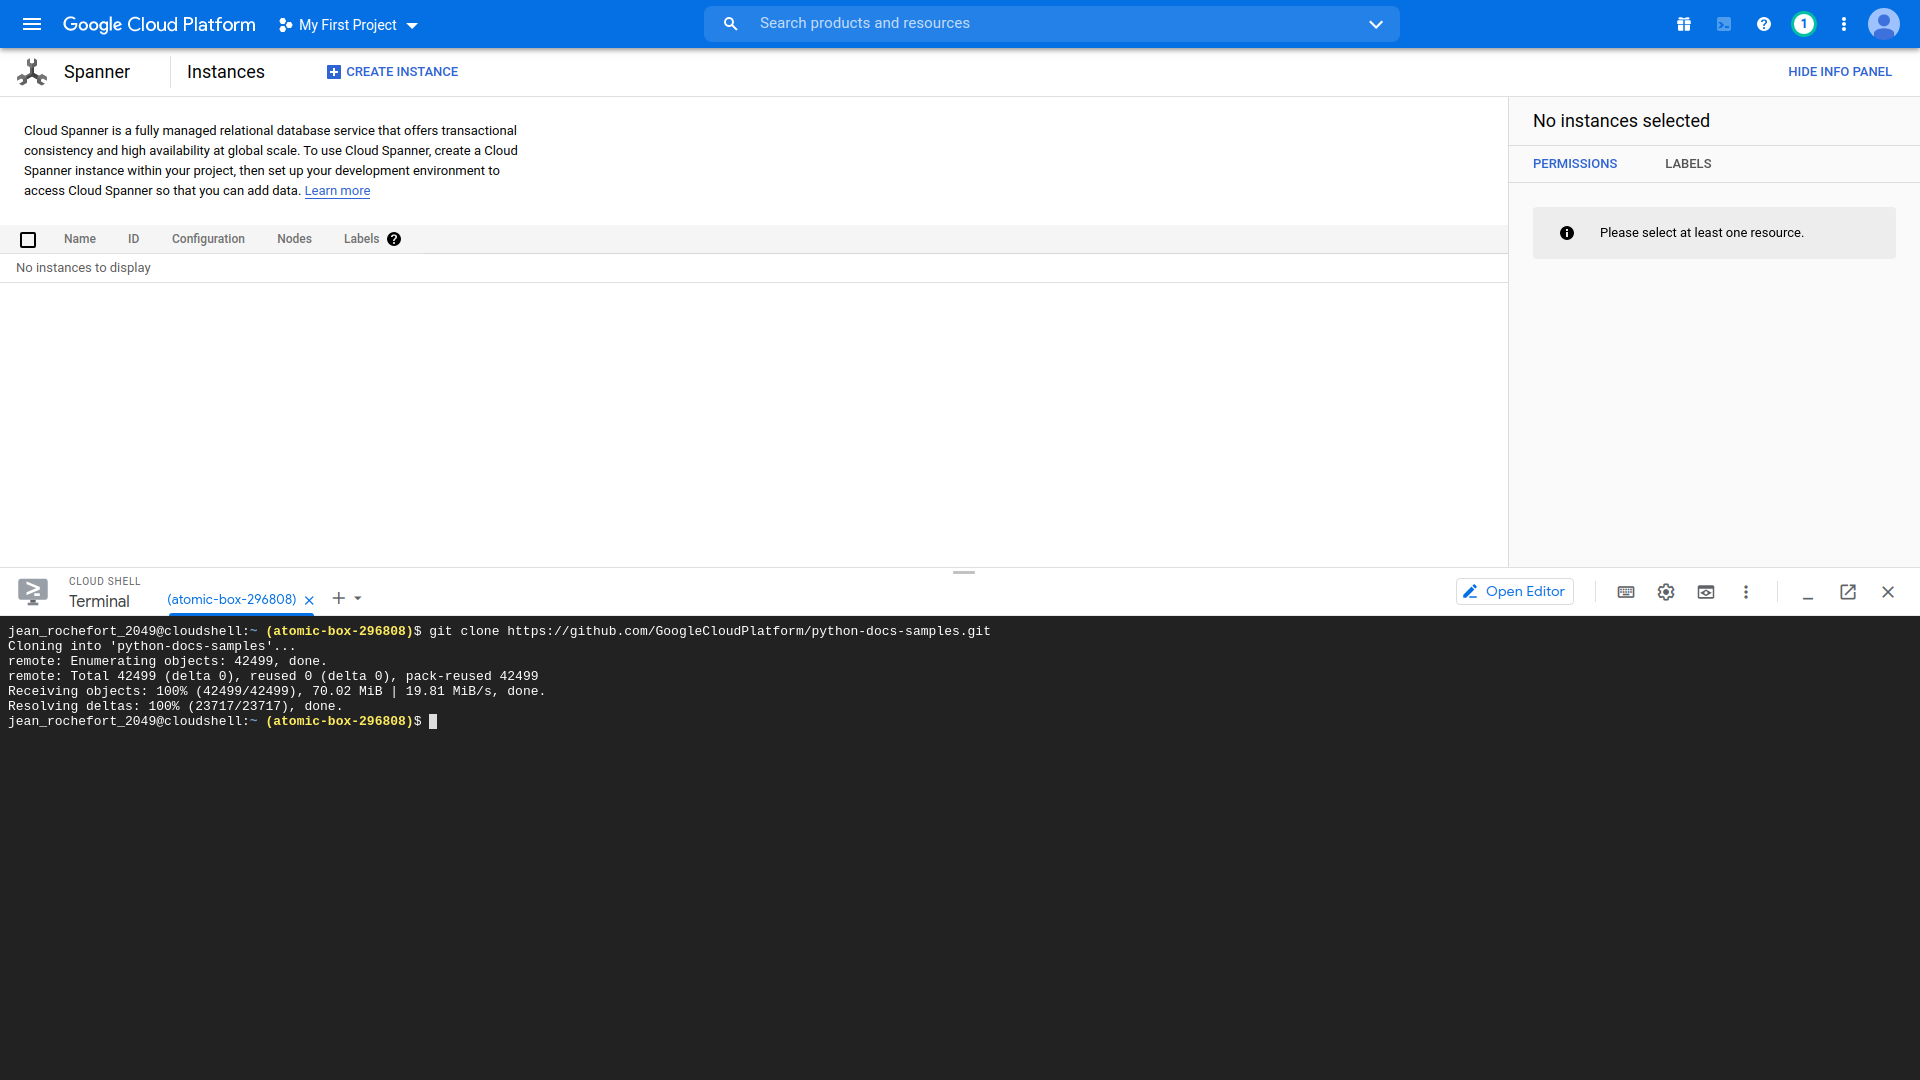 Google Cloud Platform
My First Project
Search products and resources
1
Spanner
Instances
CREATE INSTANCE
HIDE INFO PANEL
Cloud Spanner is a fully managed relational database service that offers transactional
consistency and high availability at global scale. To use Cloud Spanner, create a Cloud
Spanner instance within your project, then set up your development environment to
access Cloud Spanner so that you can add data. Learn more
Name ID Configuration Nodes Labels
No instances to display
No instances selected
PERMISSIONS LABELS
Please select at least one resource.
CLOUD SHELL
Terminal
(atomic-box-296808)
Open Editor
jean_rochefort_2049@cloudshell:~ (atomic-box-296808)$ git clone https://github.com/GoogleCloudPlatform/python-docs-samples.git
Cloning into 'python-docs-samples'...
remote: Enumerating objects: 42499, done.
remote: Total 42499 (delta 0), reused 0 (delta 0), pack-reused 42499
Receiving objects: 100% (42499/42499), 70.02 MiB | 19.81 MiB/s, done.
Resolving deltas: 100% (23717/23717), done.
jean_rochefort_2049@cloudshell:~ (atomic-box-296808)$